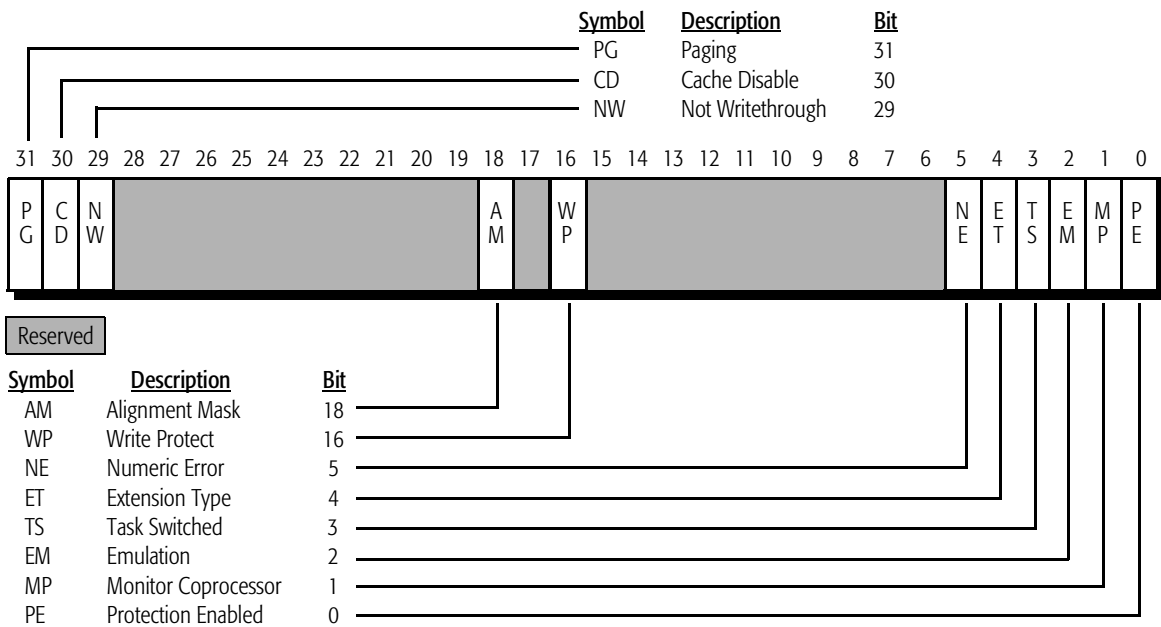 Symbol Description Bit
PG Paging 31
CD Cache Disable 30
NW Not Writethrough 29
31 30 29 28 27 26 25 24 23 22 21 20 19 18 17 16 15 14 13 12 11 10 9 8 7 6 5 4 3 2 1 0
P C N A W N E T E M P
G D W M P E T S M P E
Reserved
Symbol Description Bit
AM Alignment Mask 18
WP Write Protect 16
NE Numeric Error 5
ET Extension Type 4
TS Task Switched 3
EM Emulation 2
MP Monitor Coprocessor 1
PE Protection Enabled 0